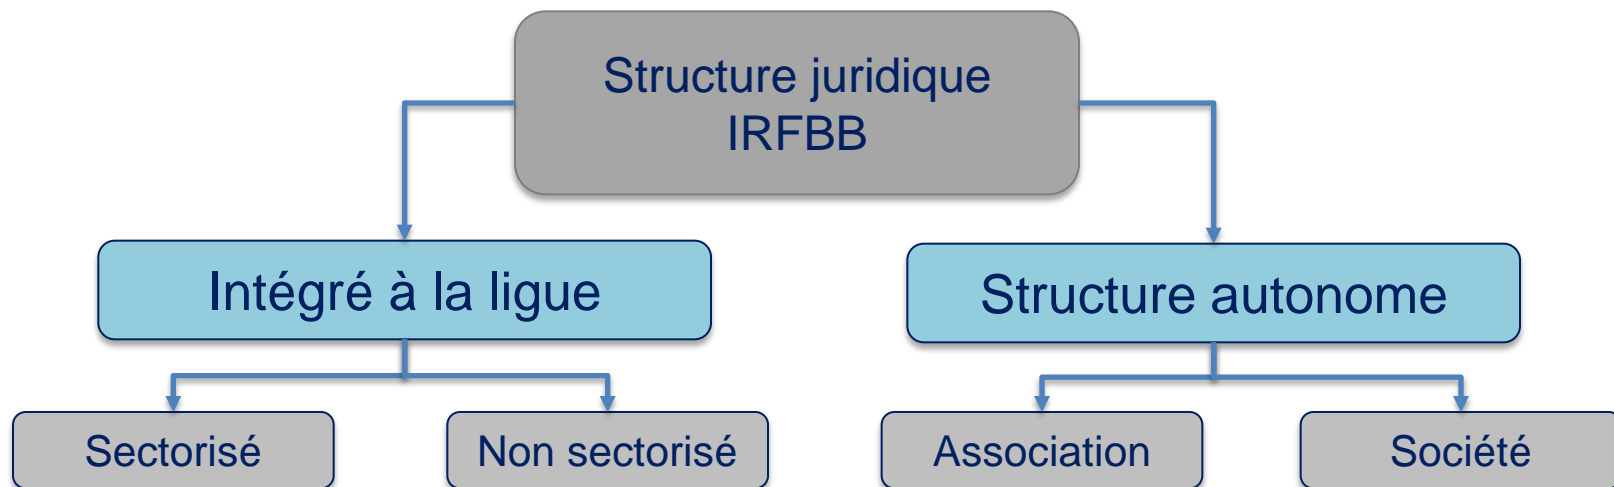 Structure juridique
IRFBB
Intégré à la ligue
Structure autonome
Sectorisé
Non sectorisé
Association
Société